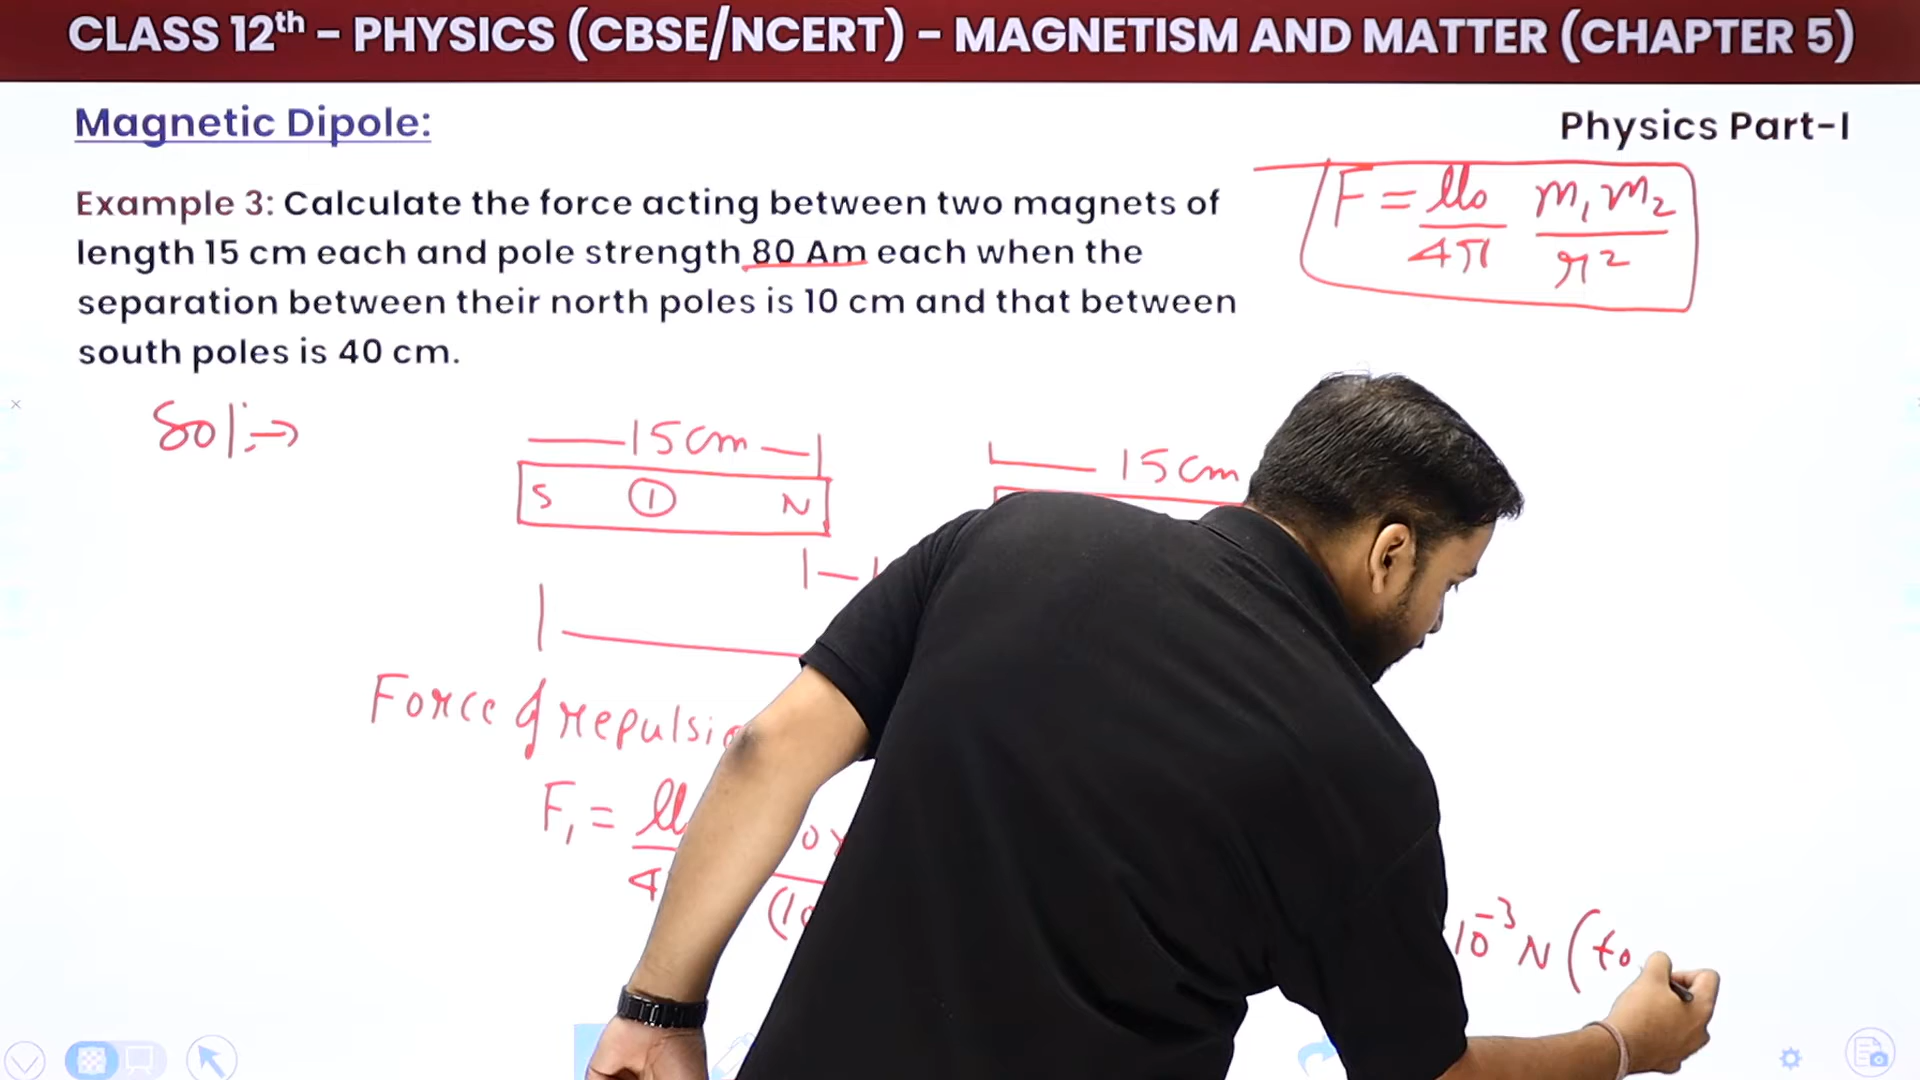 CLASS 12th – PHYSICS (CBSE/NCERT) – MAGNETISM AND MATTER (CHAPTER 5)
Magnetic Dipole:
Physics Part-I
Example 3: Calculate the force acting between two magnets of
length 15 cm each and pole strength 80 Am each when the
separation between their north poles is 10 cm and that between
south poles is 40 cm.
F = μ₀/4π m₁m₂/r²
Sol:→
15cm
15cm
S ① N
Force of
F₁ =
10⁻³ N (to